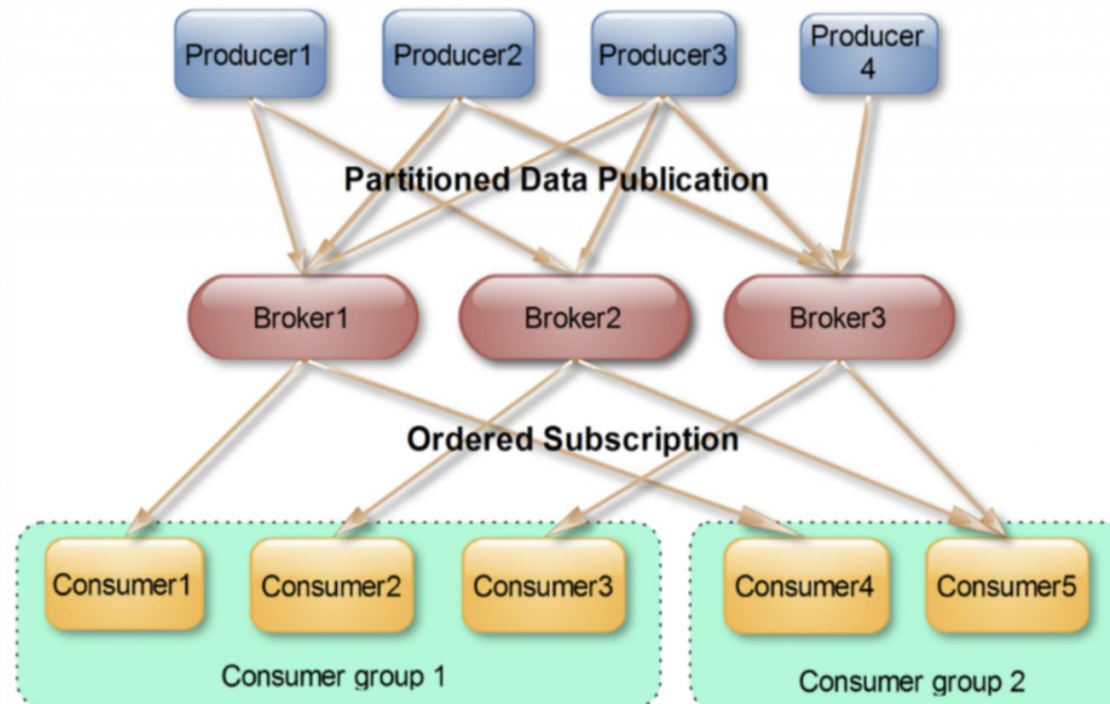 Producer1
Producer2
Producer3
Producer
4
Partitioned Data Publication
Broker1
Broker2
Broker3
Ordered Subscription
Consumer1
Consumer2
Consumer3
Consumer4
Consumer5
Consumer group 1
Consumer group 2